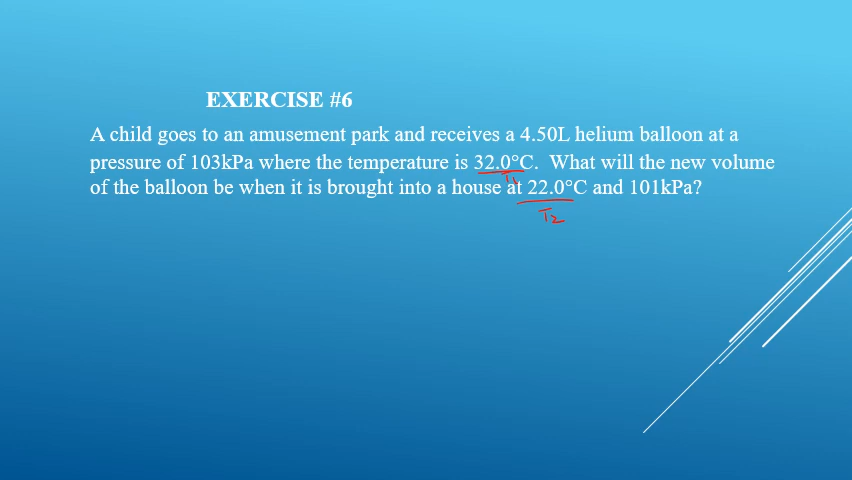 EXERCISE #6
A child goes to an amusement park and receives a 4.50L helium balloon at a
pressure of 103kPa where the temperature is 32.0°C. What will the new volume
T1
of the balloon be when it is brought into a house at 22.0°C and 101kPa?
T2